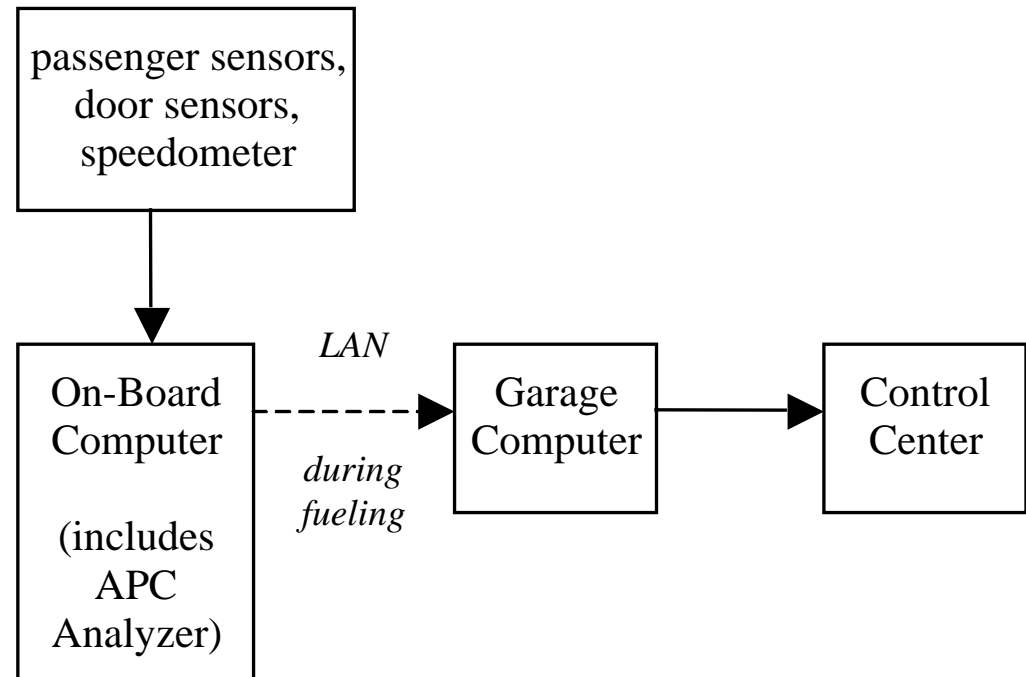 passenger sensors,
door sensors,
speedometer
On-Board
Computer
(includes
APC
Analyzer)
LAN
during
fueling
Garage
Computer
Control
Center